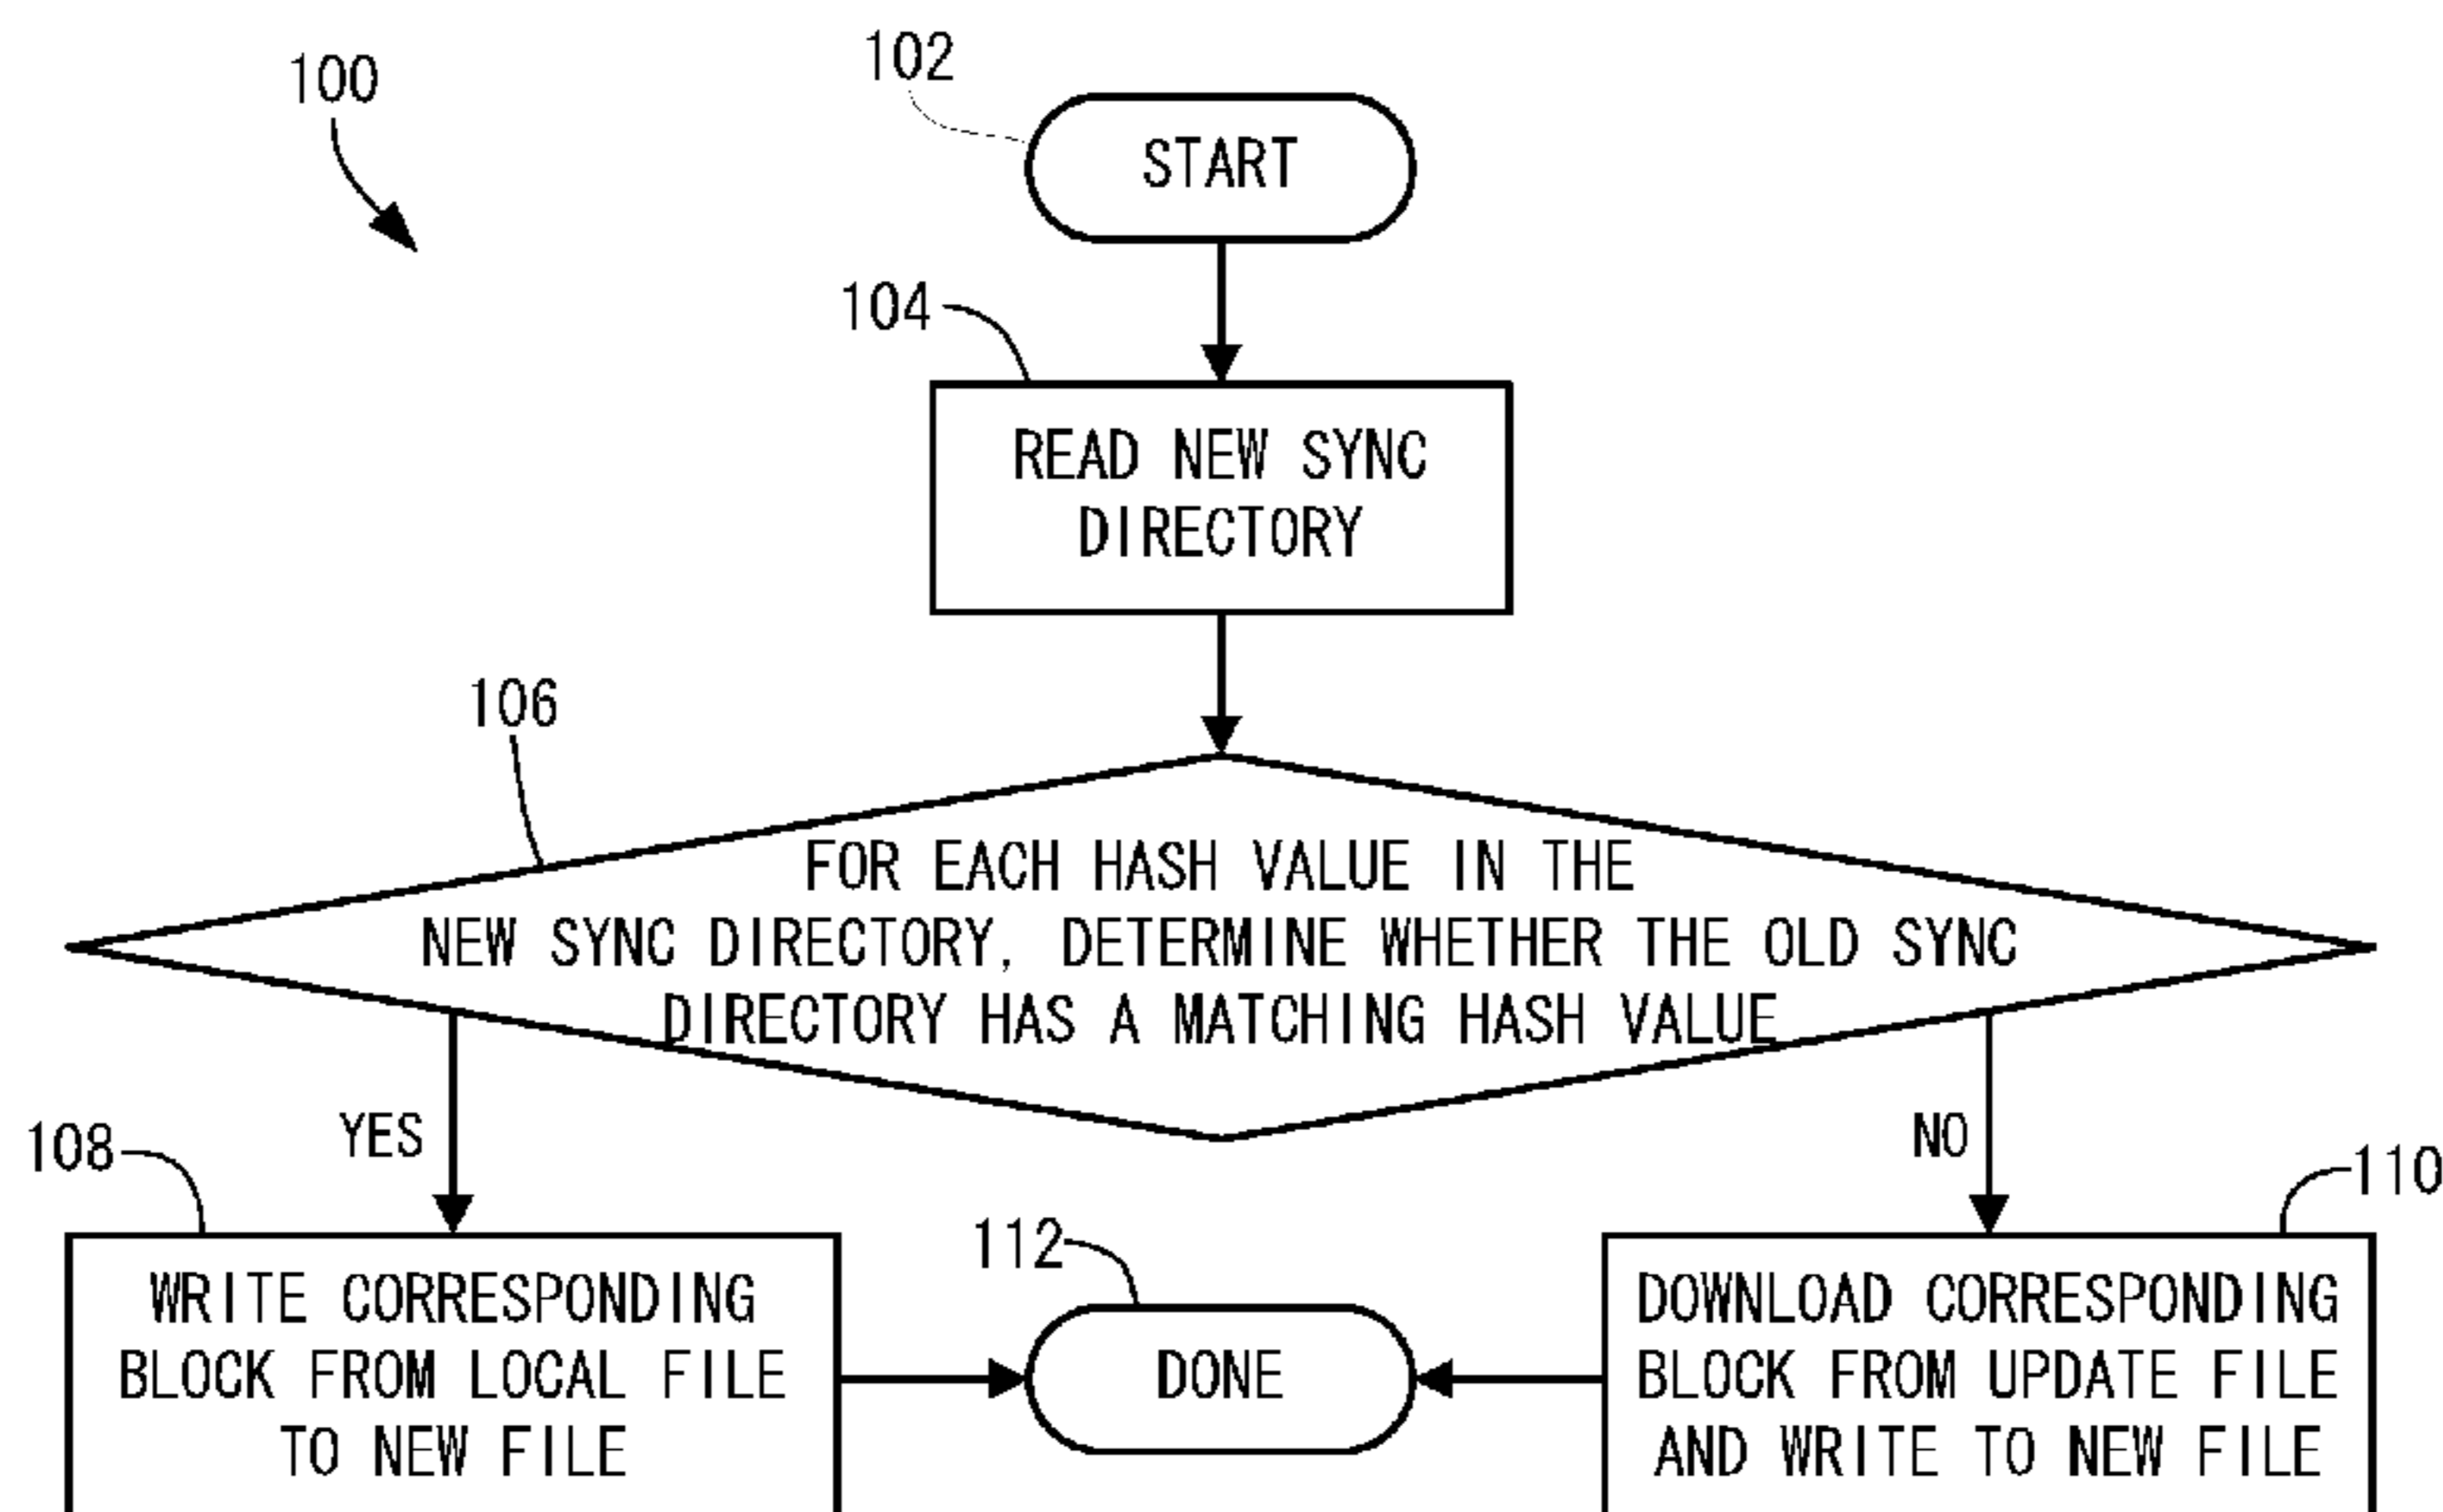 100
102
START
104
READ NEW SYNC
DIRECTORY
106
FOR EACH HASH VALUE IN THE
NEW SYNC DIRECTORY, DETERMINE WHETHER THE OLD SYNC
DIRECTORY HAS A MATCHING HASH VALUE
YES
NO
108
110
112
WRITE CORRESPONDING
BLOCK FROM LOCAL FILE
TO NEW FILE
DONE
DOWNLOAD CORRESPONDING
BLOCK FROM UPDATE FILE
AND WRITE TO NEW FILE